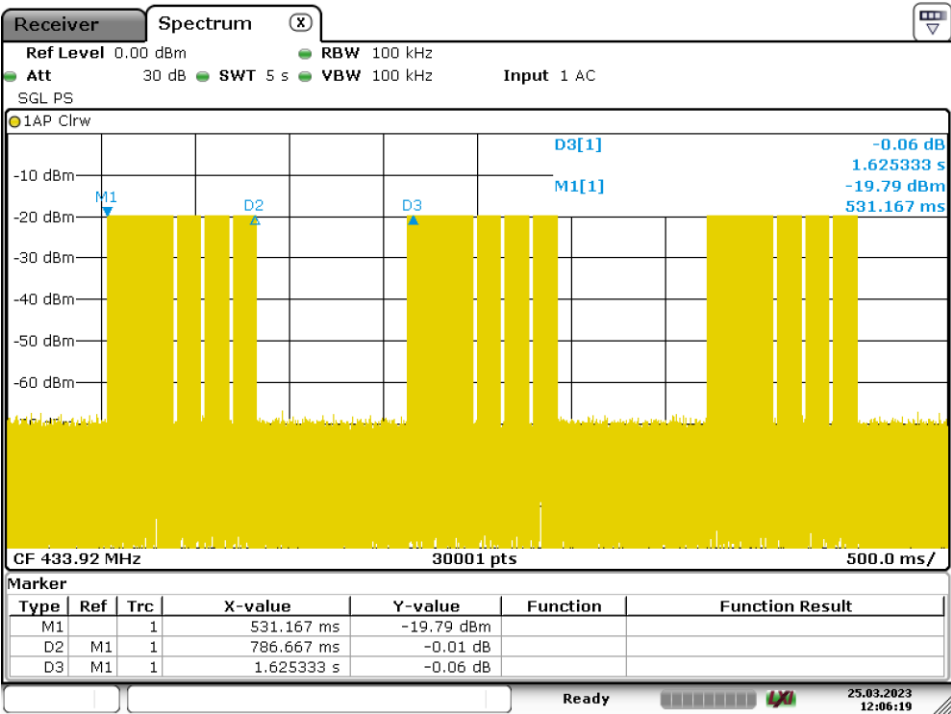 Receiver Spectrum X
Ref Level 0.00 dBm RBW 100 kHz
Att 30 dB SWT 5 s VBW 100 kHz Input 1 AC
SGL PS
1AP Clrw
D3[1] -0.06 dB
1.625333 s
M1[1] -19.79 dBm
531.167 ms
M1 D2 D3
-10 dBm
-20 dBm
-30 dBm
-40 dBm
-50 dBm
-60 dBm
CF 433.92 MHz 30001 pts 500.0 ms/
Marker
Type Ref Trc X-value Y-value Function Function Result
M1 1 531.167 ms -19.79 dBm
D2 M1 1 786.667 ms -0.01 dB
D3 M1 1 1.625333 s -0.06 dB
Ready LXI 25.03.2023
12:06:19